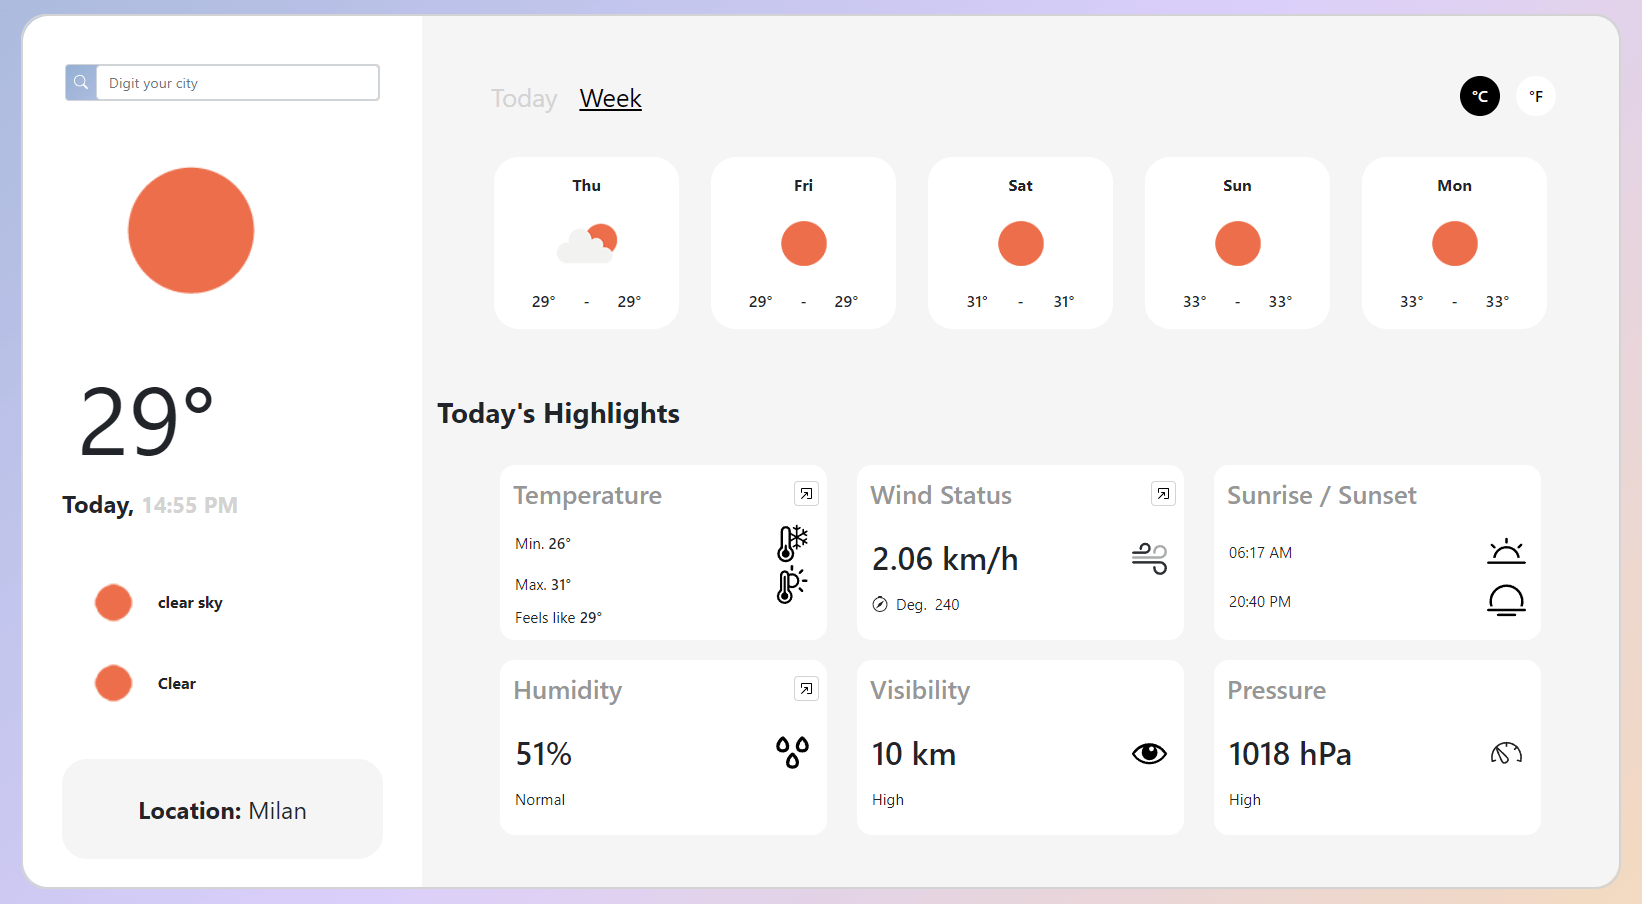 Digit your city
29°
Today, 14:55 PM
clear sky
Clear
Location: Milan
Today Week
°C °F
Thu
29° - 29°
Fri
29° - 29°
Sat
31° - 31°
Sun
33° - 33°
Mon
33° - 33°
Today's Highlights
Temperature
Min. 26°
Max. 31°
Feels like 29°
Wind Status
2.06 km/h
Deg. 240
Sunrise / Sunset
06:17 AM
20:40 PM
Humidity
51%
Normal
Visibility
10 km
High
Pressure
1018 hPa
High